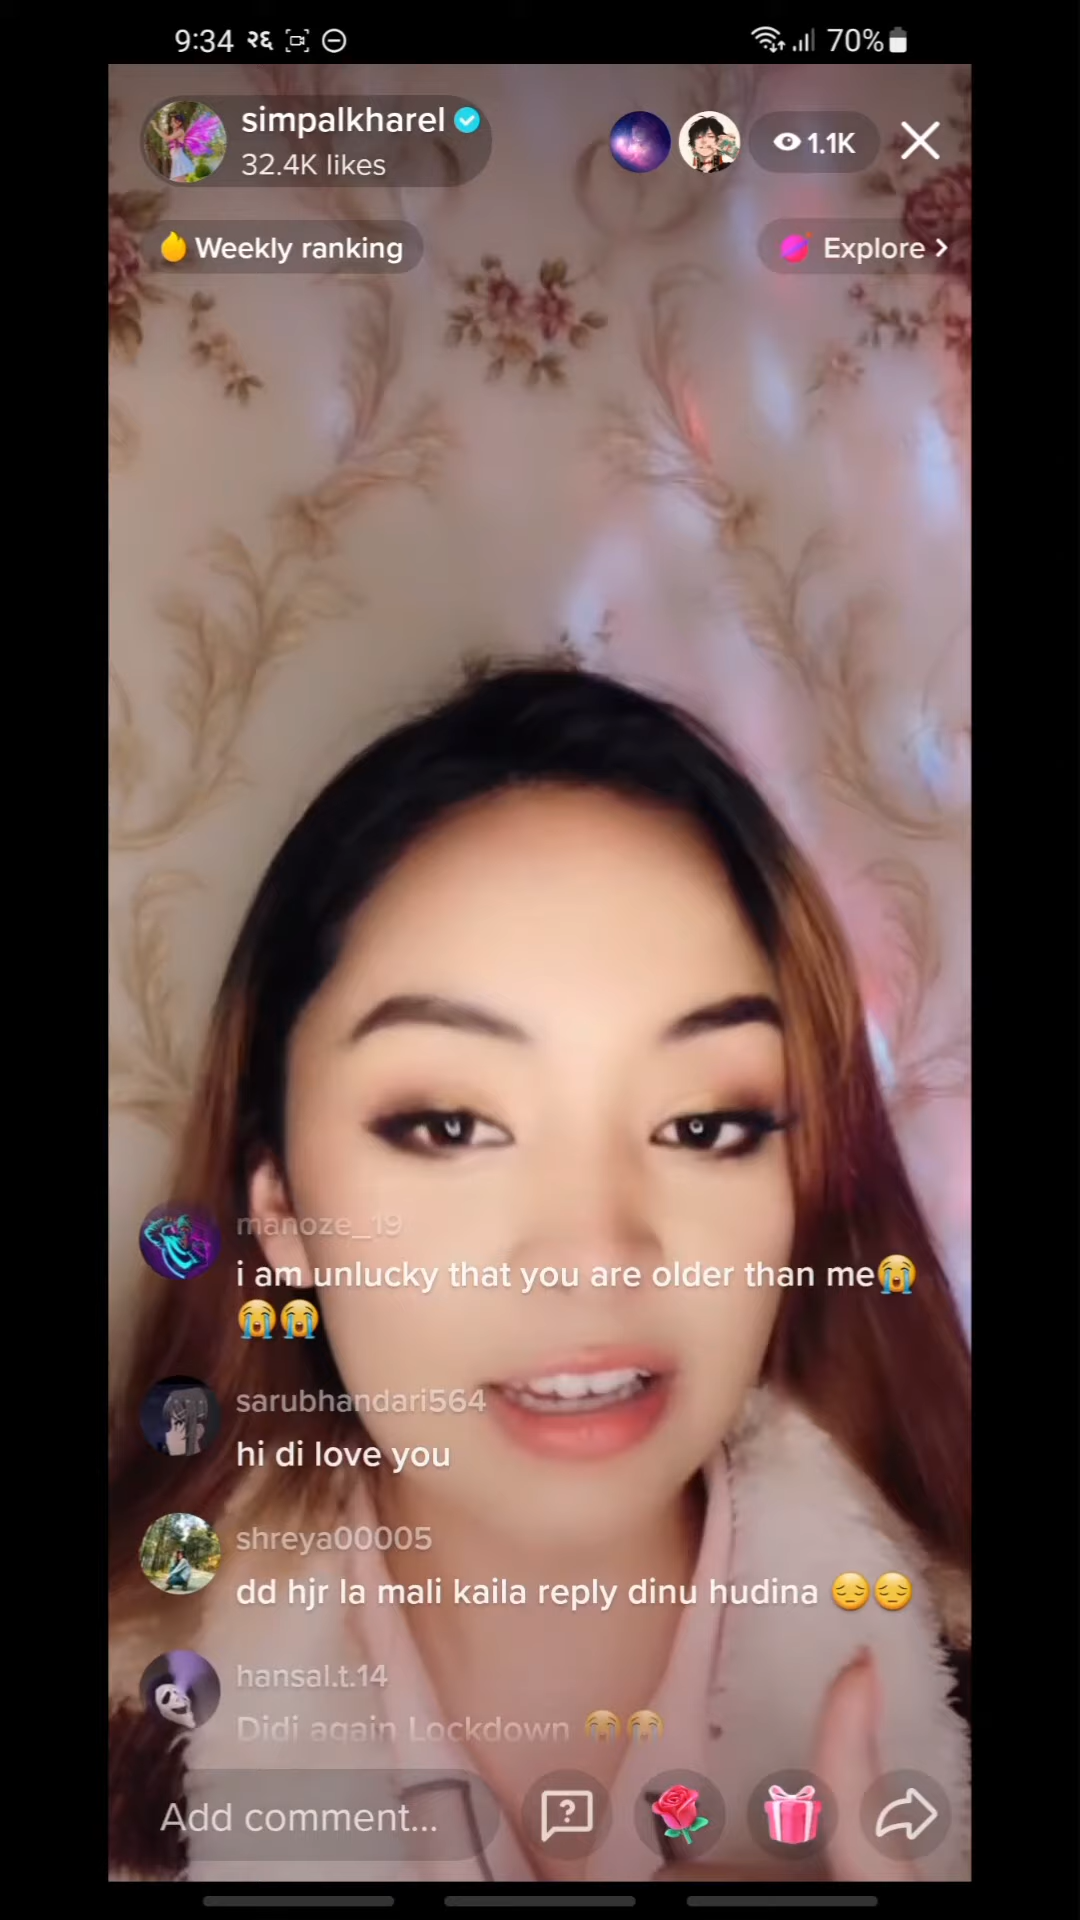 9:34 २६ 70%
simpalkharel
32.4K likes
1.1K
Weekly ranking
Explore >
manoze_19
i am unlucky that you are older than me😭
😭😭
sarubhandari564
hi di love you
shreya00005
dd hjr la mali kaila reply dinu hudina 😔😔
hansal.t.14
Didi again Lockdown 😭😭
Add comment...